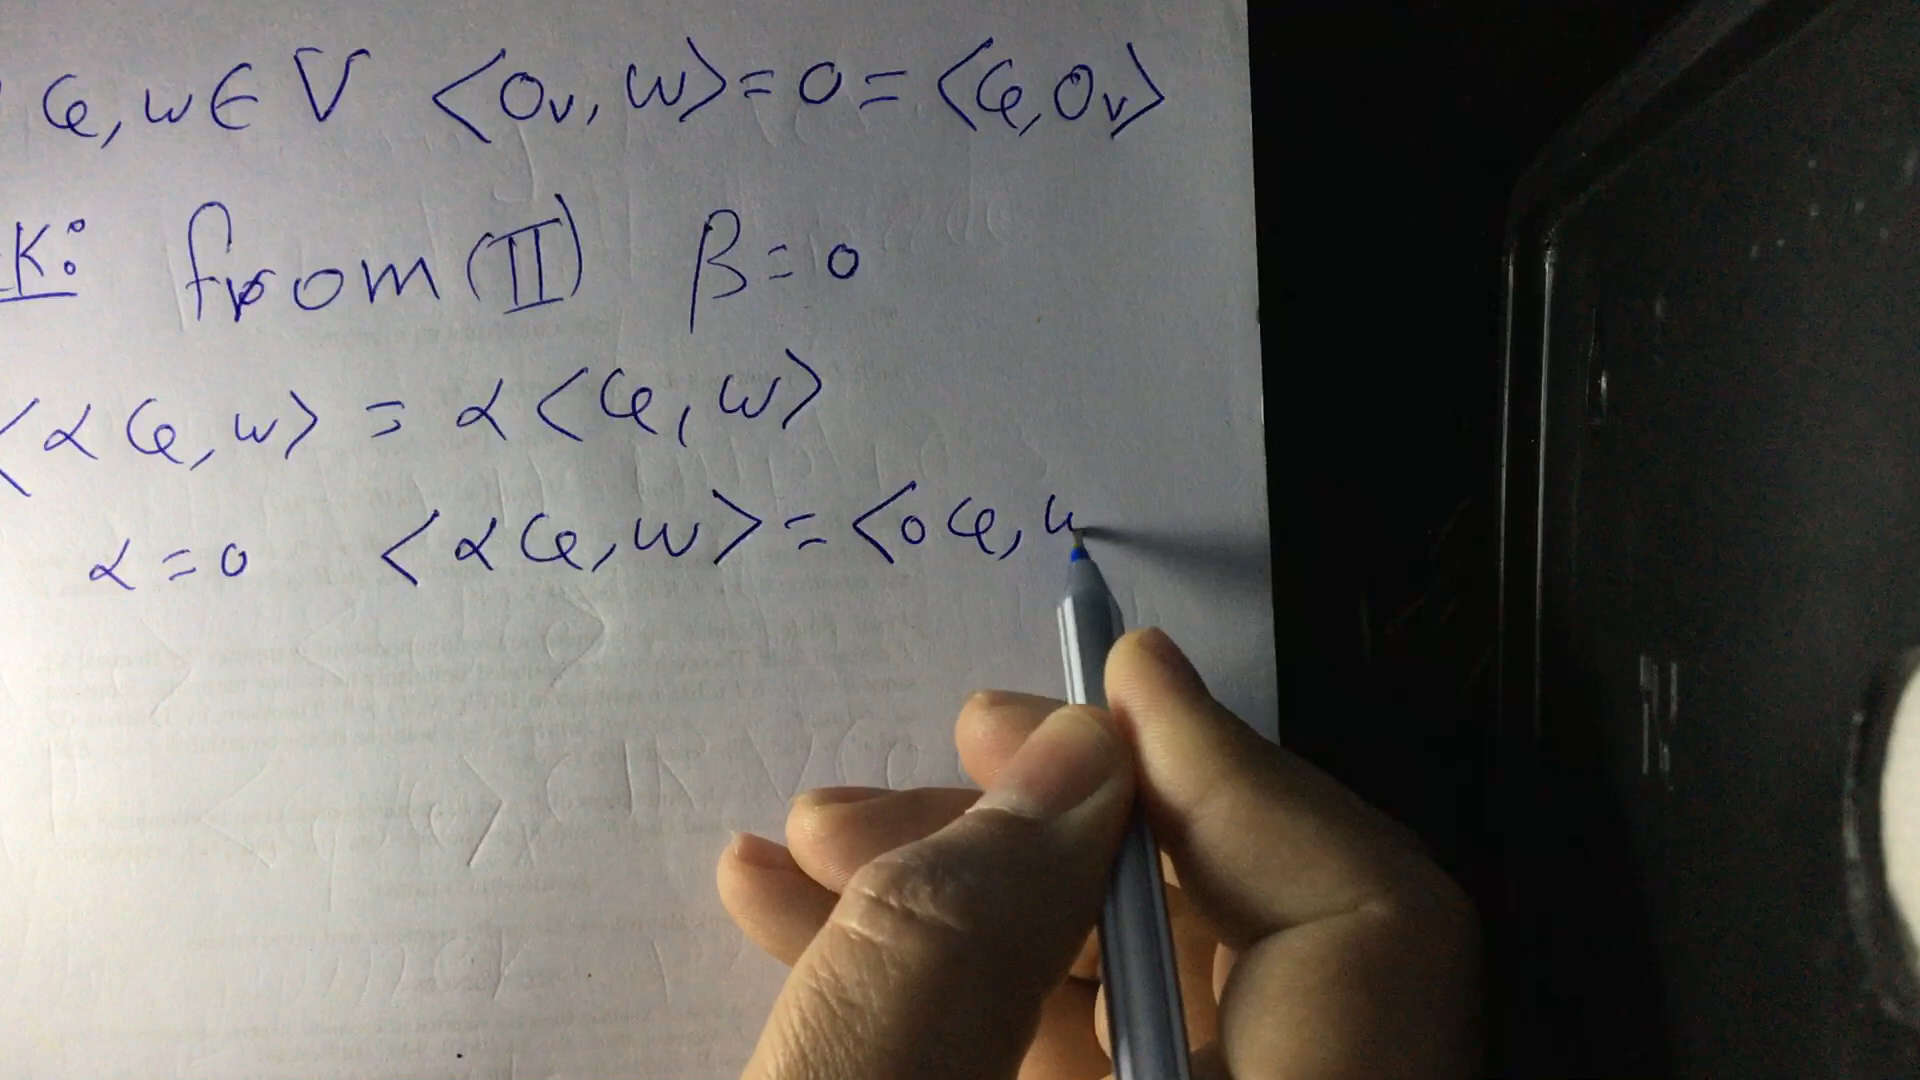 φ, w ∈ V <0v, w> = 0 = <φ, 0v>
K: from (II) β = 0
<αφ, w> = α<φ, w>
α = 0 <αφ, w> = <0φ, w